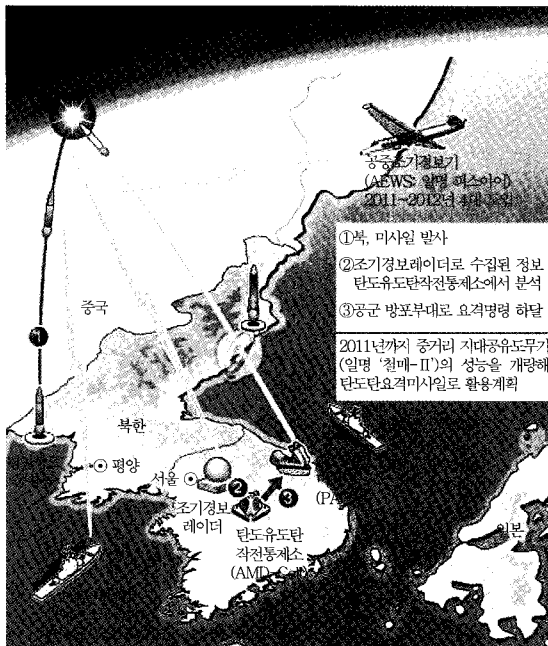 공중조기경보기
(AEWS: 일명 피스아이)
2011~2012년 4대 도입
①북, 미사일 발사
②조기경보레이더로 수집된 정보
탄도유도탄작전통제소에서 분석
③공군 방포부대로 요격명령 하달
2011년까지 중거리 지대공유도무기
(일명 '철매-Ⅱ')의 성능을 개량해
탄도탄요격미사일로 활용계획
중국
❶
북한
평양
서울
❷
❸
조기경보
레이더
탄도유도탄
작전통제소
(AMD-Cell)
(PA
일본